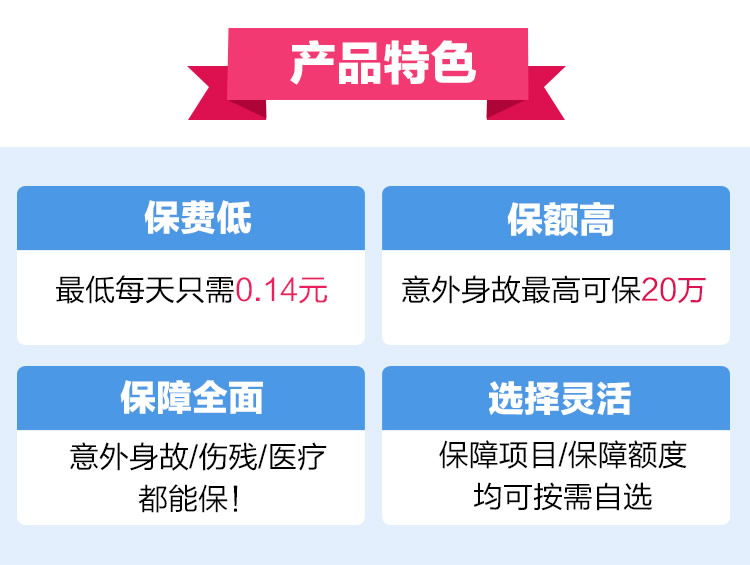 产品特色
保费低
最低每天只需0.14元
保额高
意外身故最高可保20万
保障全面
意外身故/伤残/医疗
都能保！
选择灵活
保障项目/保障额度
均可按需自选